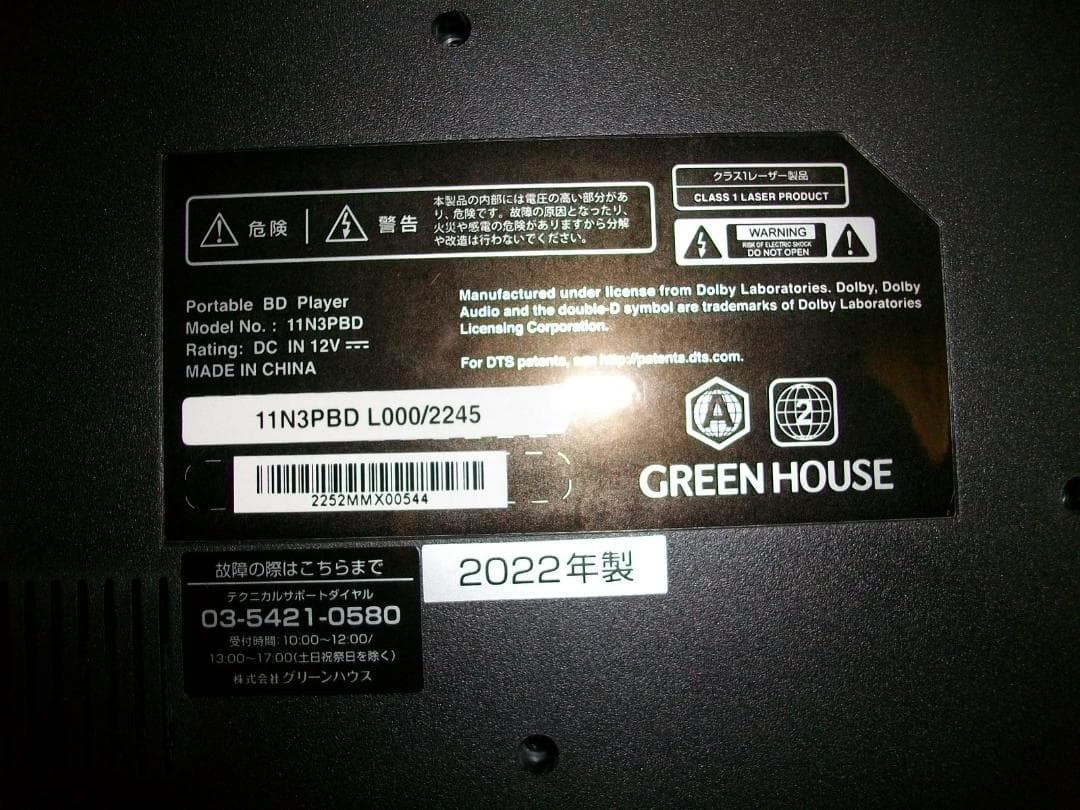 危険
警告
本製品の内部には電圧の高い部分があ
り、危険です。故障の原因となったり、
火災や感電の危険がありますから分解
や改造は行わないでください。
クラス1レーザー製品
CLASS 1 LASER PRODUCT
WARNING
RISK OF ELECTRIC SHOCK
DO NOT OPEN
Portable BD Player
Model No. : 11N3PBD
Rating: DC IN 12V ⎓
MADE IN CHINA
Manufactured under license from Dolby Laboratories. Dolby, Dolby
Audio and the double-D symbol are trademarks of Dolby Laboratories
Licensing Corporation.
For DTS patents, see http://patents.dts.com.
11N3PBD L000/2245
2252MMX00544
A
2
GREEN HOUSE
2022年製
故障の際はこちらまで
テクニカルサポートダイヤル
03-5421-0580
受付時間:10:00〜12:00/
13:00〜17:00(土日祝祭日を除く)
株式会社グリーンハウス